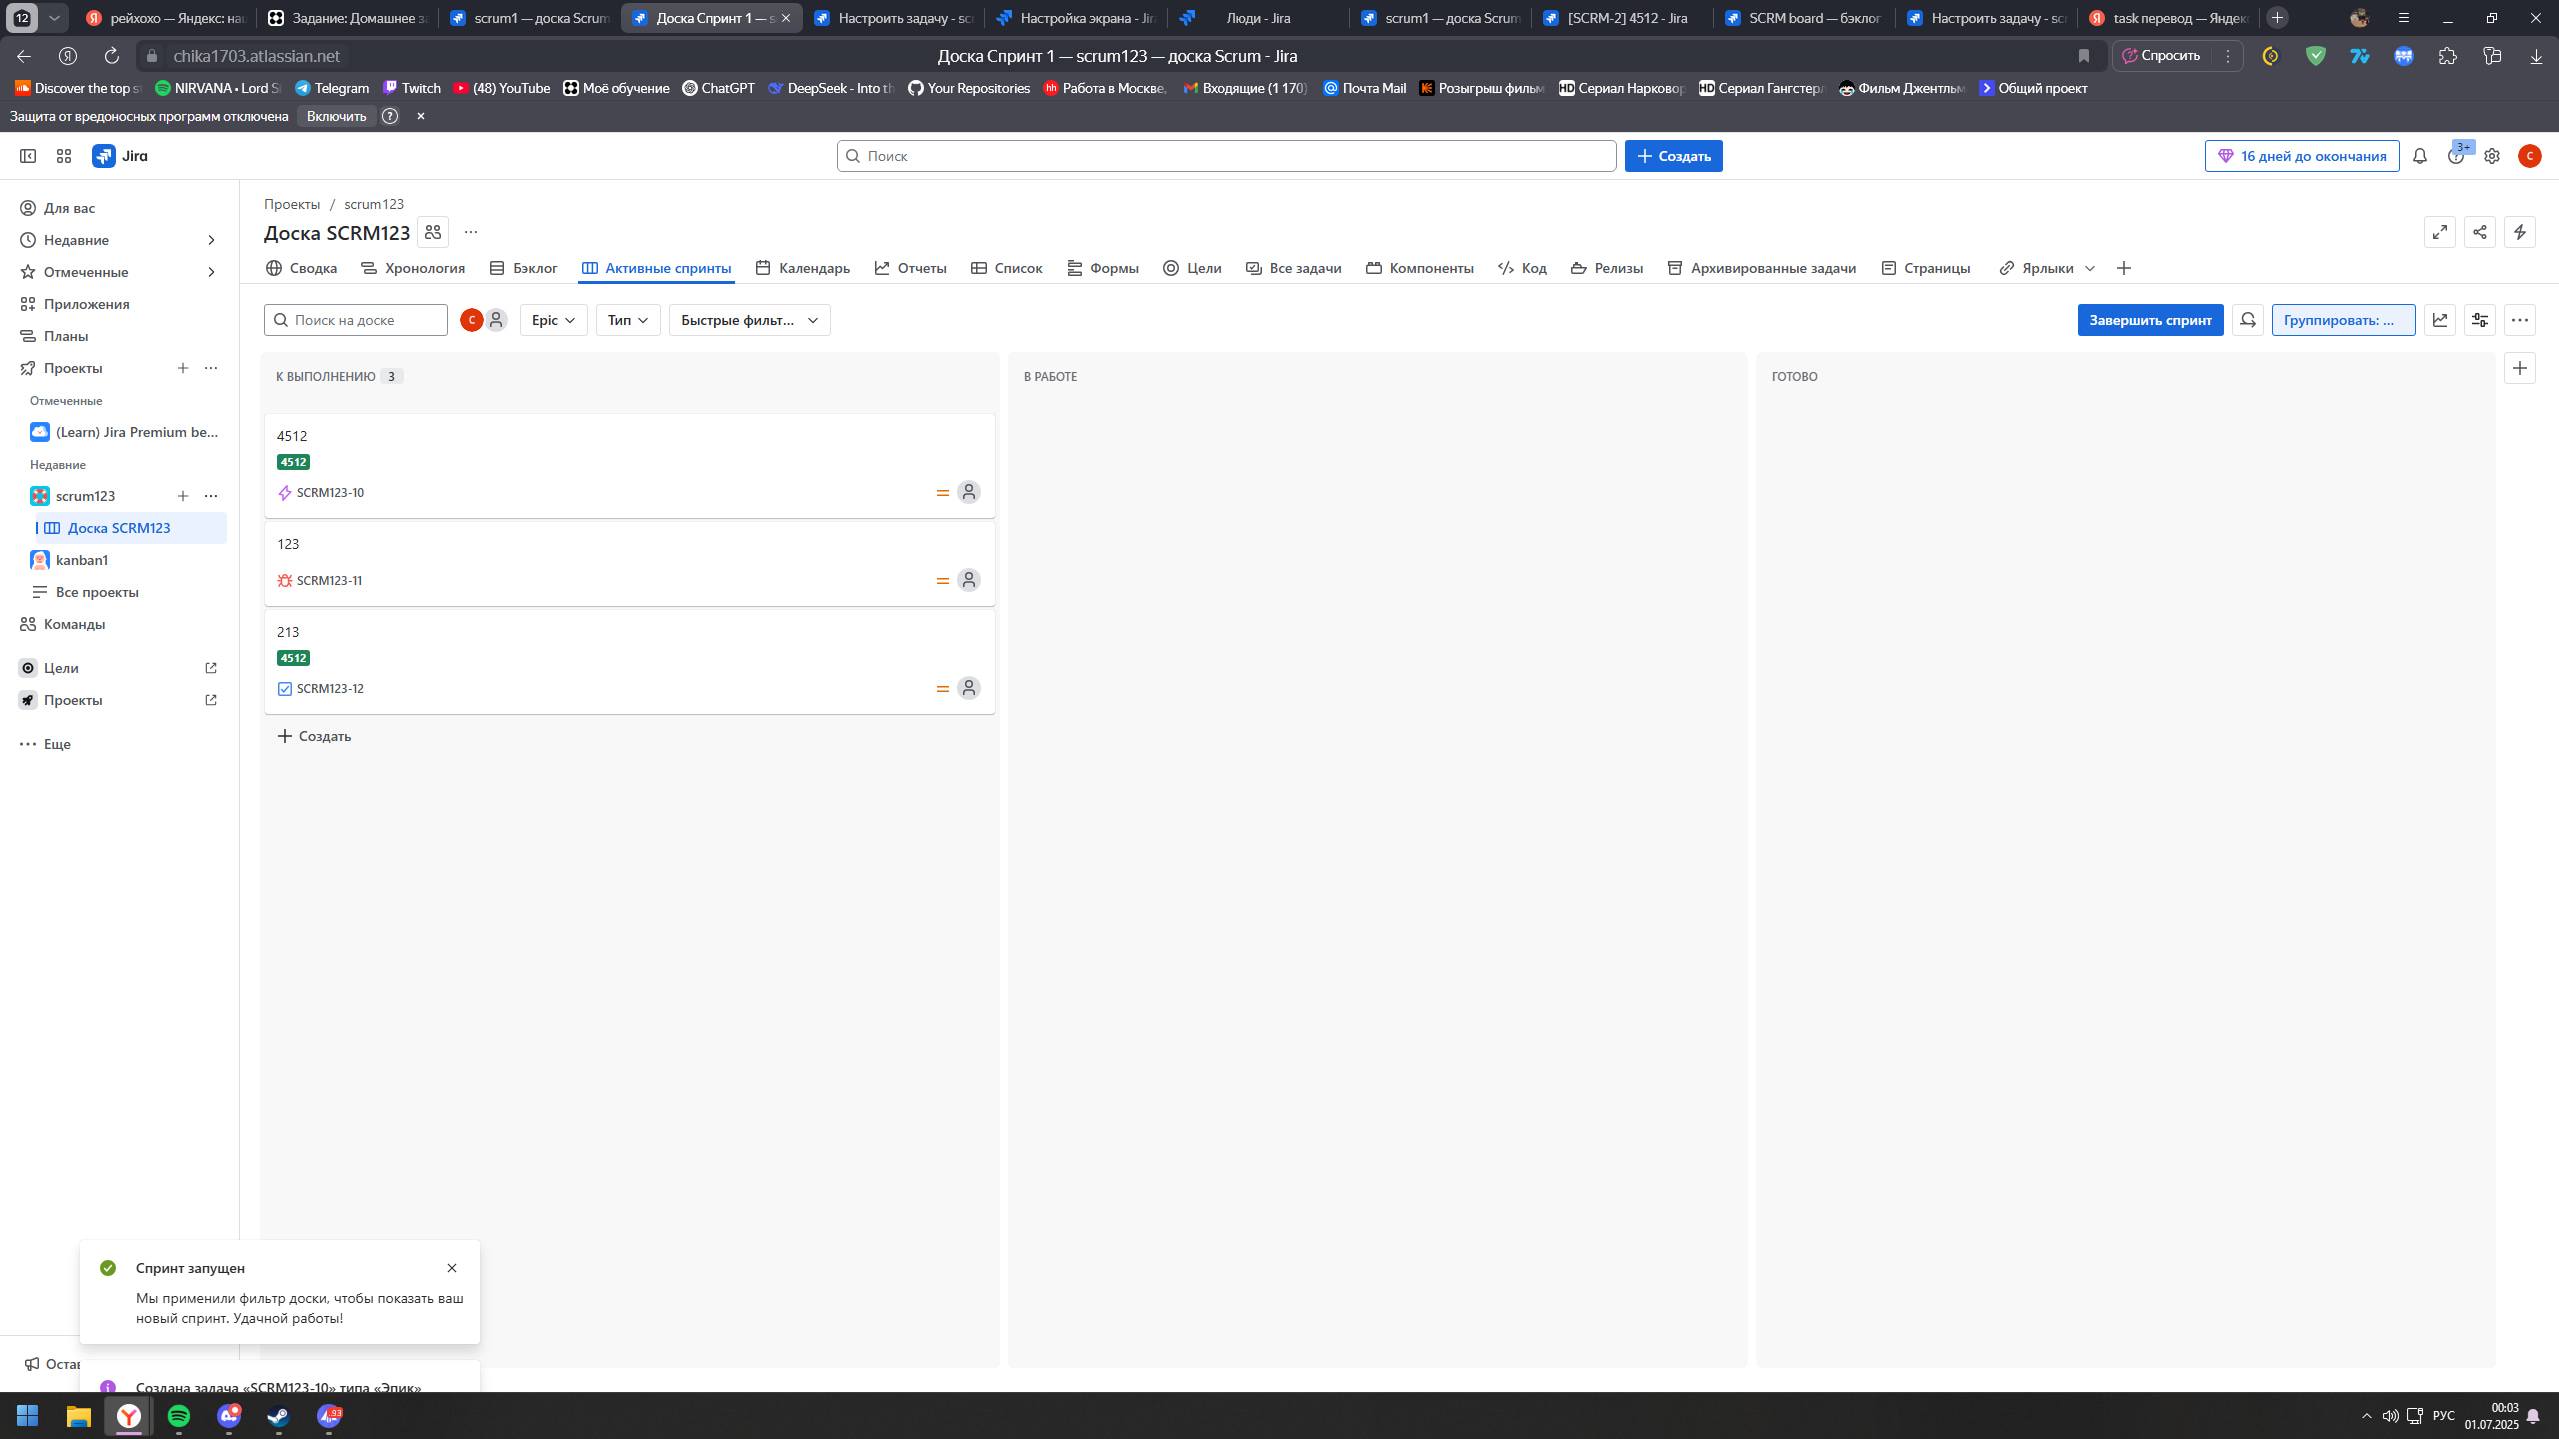 12
рейхохо — Яндекс: на
Задание: Домашнее з
scrum1 — доска Scrum
Доска Спринт 1 — s
Настроить задачу - sc
Настройка экрана - Ji
Люди - Jira
scrum1 — доска Scrum
[SCRM-2] 4512 - Jira
SCRM board — бэклог
Настроить задачу - sc
task перевод — Яндек
chika1703.atlassian.net
Доска Спринт 1 — scrum123 — доска Scrum - Jira
Спросить
Discover the top s
NIRVANA • Lord S
Telegram
Twitch
(48) YouTube
Моё обучение
ChatGPT
DeepSeek - Into th
Your Repositories
Работа в Москве,
Входящие (1 170)
Почта Mail
Розыгрыш фильм
Сериал Нарковор
Сериал Гангстерл
Фильм Джентльм
Общий проект
Защита от вредоносных программ отключена
Включить
Jira
Поиск
Создать
16 дней до окончания
3+
C
Для вас
Недавние
Отмеченные
Приложения
Планы
Проекты
Отмеченные
(Learn) Jira Premium be...
Недавние
scrum123
Доска SCRM123
kanban1
Все проекты
Команды
Цели
Проекты
Еще
Проекты / scrum123
Доска SCRM123
Сводка
Хронология
Бэклог
Активные спринты
Календарь
Отчеты
Список
Формы
Цели
Все задачи
Компоненты
Код
Релизы
Архивированные задачи
Страницы
Ярлыки
Поиск на доске
C
Epic
Тип
Быстрые фильт...
Завершить спринт
Группировать: ...
К ВЫПОЛНЕНИЮ 3
4512
4512
SCRM123-10
123
SCRM123-11
213
4512
SCRM123-12
Создать
В РАБОТЕ
ГОТОВО
Спринт запущен
Мы применили фильтр доски, чтобы показать ваш
новый спринт. Удачной работы!
Остав
Создана задача «SCRM123-10» типа «Эпик»
93
РУС
00:03
01.07.2025